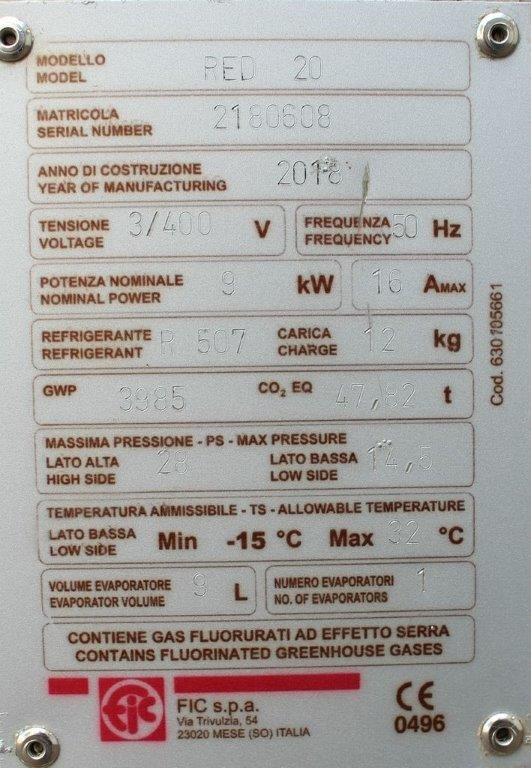 MODELLO
MODEL
RED 20
MATRICOLA
SERIAL NUMBER
2180608
ANNO DI COSTRUZIONE
YEAR OF MANUFACTURING
2018
TENSIONE
VOLTAGE
3/400 V
FREQUENZA
FREQUENCY
50 Hz
POTENZA NOMINALE
NOMINAL POWER
9 kW
16 AMAX
REFRIGERANTE
REFRIGERANT
R 507
CARICA
CHARGE
12 kg
GWP 3985
CO2 EQ 47,82 t
MASSIMA PRESSIONE - PS - MAX PRESSURE
LATO ALTA
HIGH SIDE
28
LATO BASSA
LOW SIDE
14,5
TEMPERATURA AMMISSIBILE - TS - ALLOWABLE TEMPERATURE
LATO BASSA
LOW SIDE
Min -15 °C Max 32 °C
VOLUME EVAPORATORE
EVAPORATOR VOLUME
9 L
NUMERO EVAPORATORI
NO. OF EVAPORATORS
1
CONTIENE GAS FLUORURATI AD EFFETTO SERRA
CONTAINS FLUORINATED GREENHOUSE GASES
FIC
FIC s.p.a.
Via Trivulzia, 54
23020 MESE (SO) ITALIA
CE
0496
Cod. 630105661